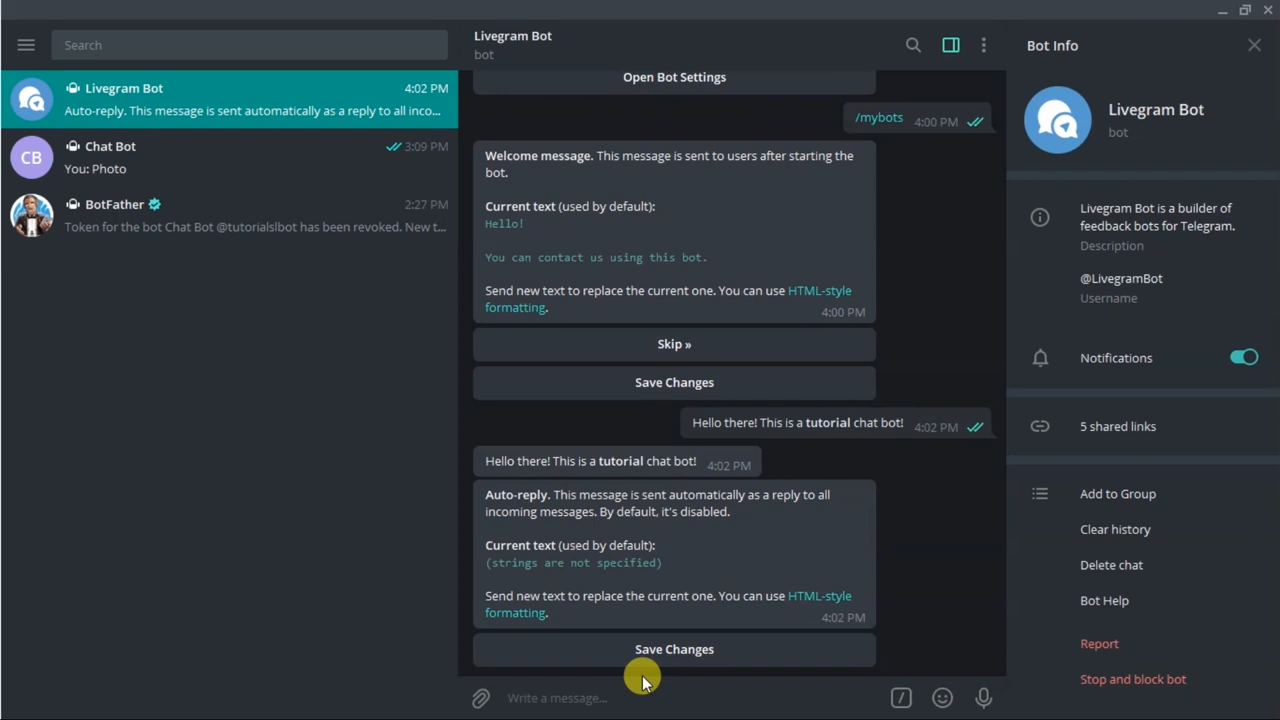 Search
Livegram Bot
4:02 PM
Auto-reply. This message is sent automatically as a reply to all inco...
CB
Chat Bot
3:09 PM
You: Photo
BotFather
2:27 PM
Token for the bot Chat Bot @tutorialslbot has been revoked. New t...
Livegram Bot
bot
Open Bot Settings
/mybots 4:00 PM
Welcome message. This message is sent to users after starting the
bot.
Current text (used by default):
Hello!
You can contact us using this bot.
Send new text to replace the current one. You can use HTML-style
formatting.
4:00 PM
Skip »
Save Changes
Hello there! This is a tutorial chat bot! 4:02 PM
Hello there! This is a tutorial chat bot! 4:02 PM
Auto-reply. This message is sent automatically as a reply to all
incoming messages. By default, it's disabled.
Current text (used by default):
(strings are not specified)
Send new text to replace the current one. You can use HTML-style
formatting.
4:02 PM
Save Changes
Write a message...
Bot Info
Livegram Bot
bot
Livegram Bot is a builder of
feedback bots for Telegram.
Description
@LivegramBot
Username
Notifications
5 shared links
Add to Group
Clear history
Delete chat
Bot Help
Report
Stop and block bot